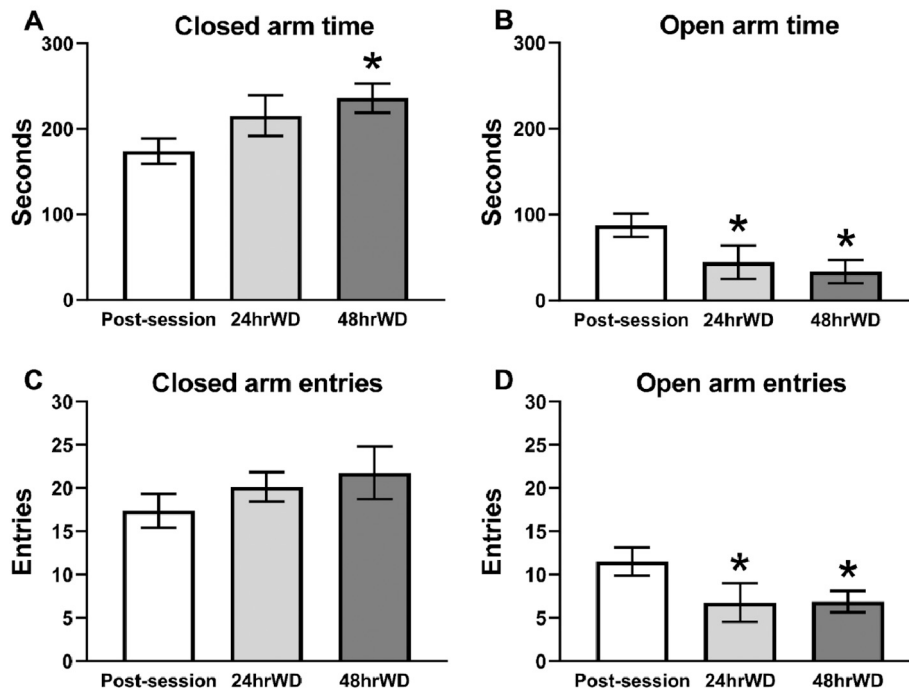 A
Closed arm time
Seconds
300
200
100
0
*
Post-session 24hrWD 48hrWD
B
Open arm time
Seconds
300
200
100
0
* *
Post-session 24hrWD 48hrWD
C
Closed arm entries
Entries
30
25
20
15
10
5
0
Post-session 24hrWD 48hrWD
D
Open arm entries
Entries
30
25
20
15
10
5
0
* *
Post-session 24hrWD 48hrWD